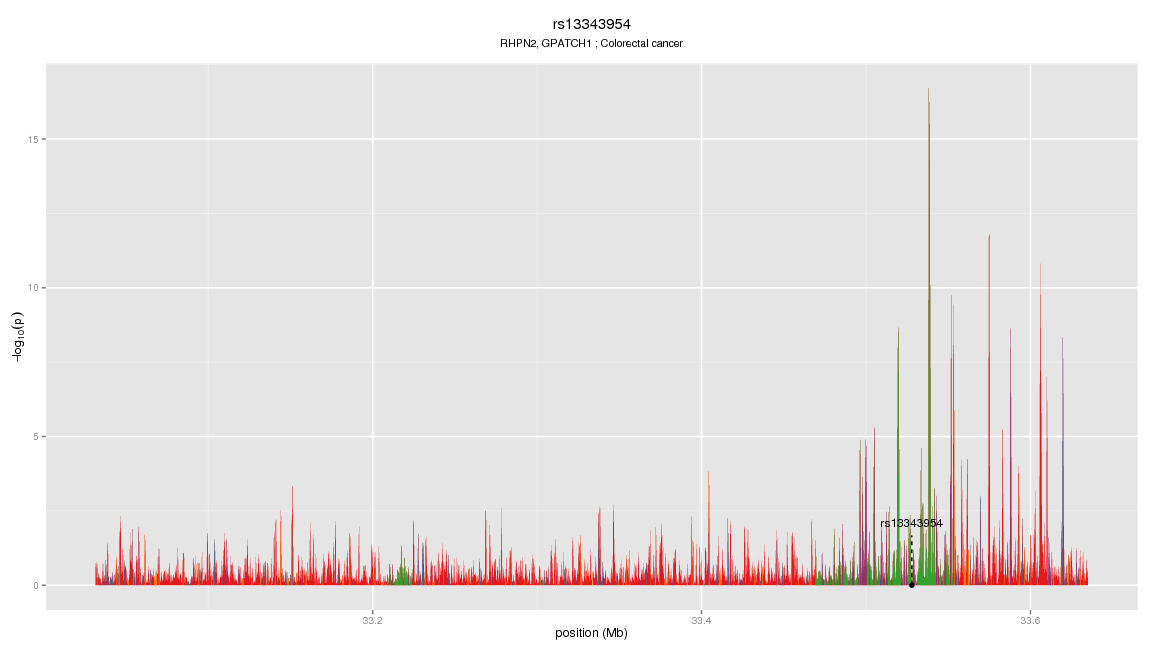 rs13343954
RHPN2, GPATCH1 ; Colorectal cancer
15
10
5
0
−log10(p)
rs13343954
33.2
33.4
33.6
position (Mb)